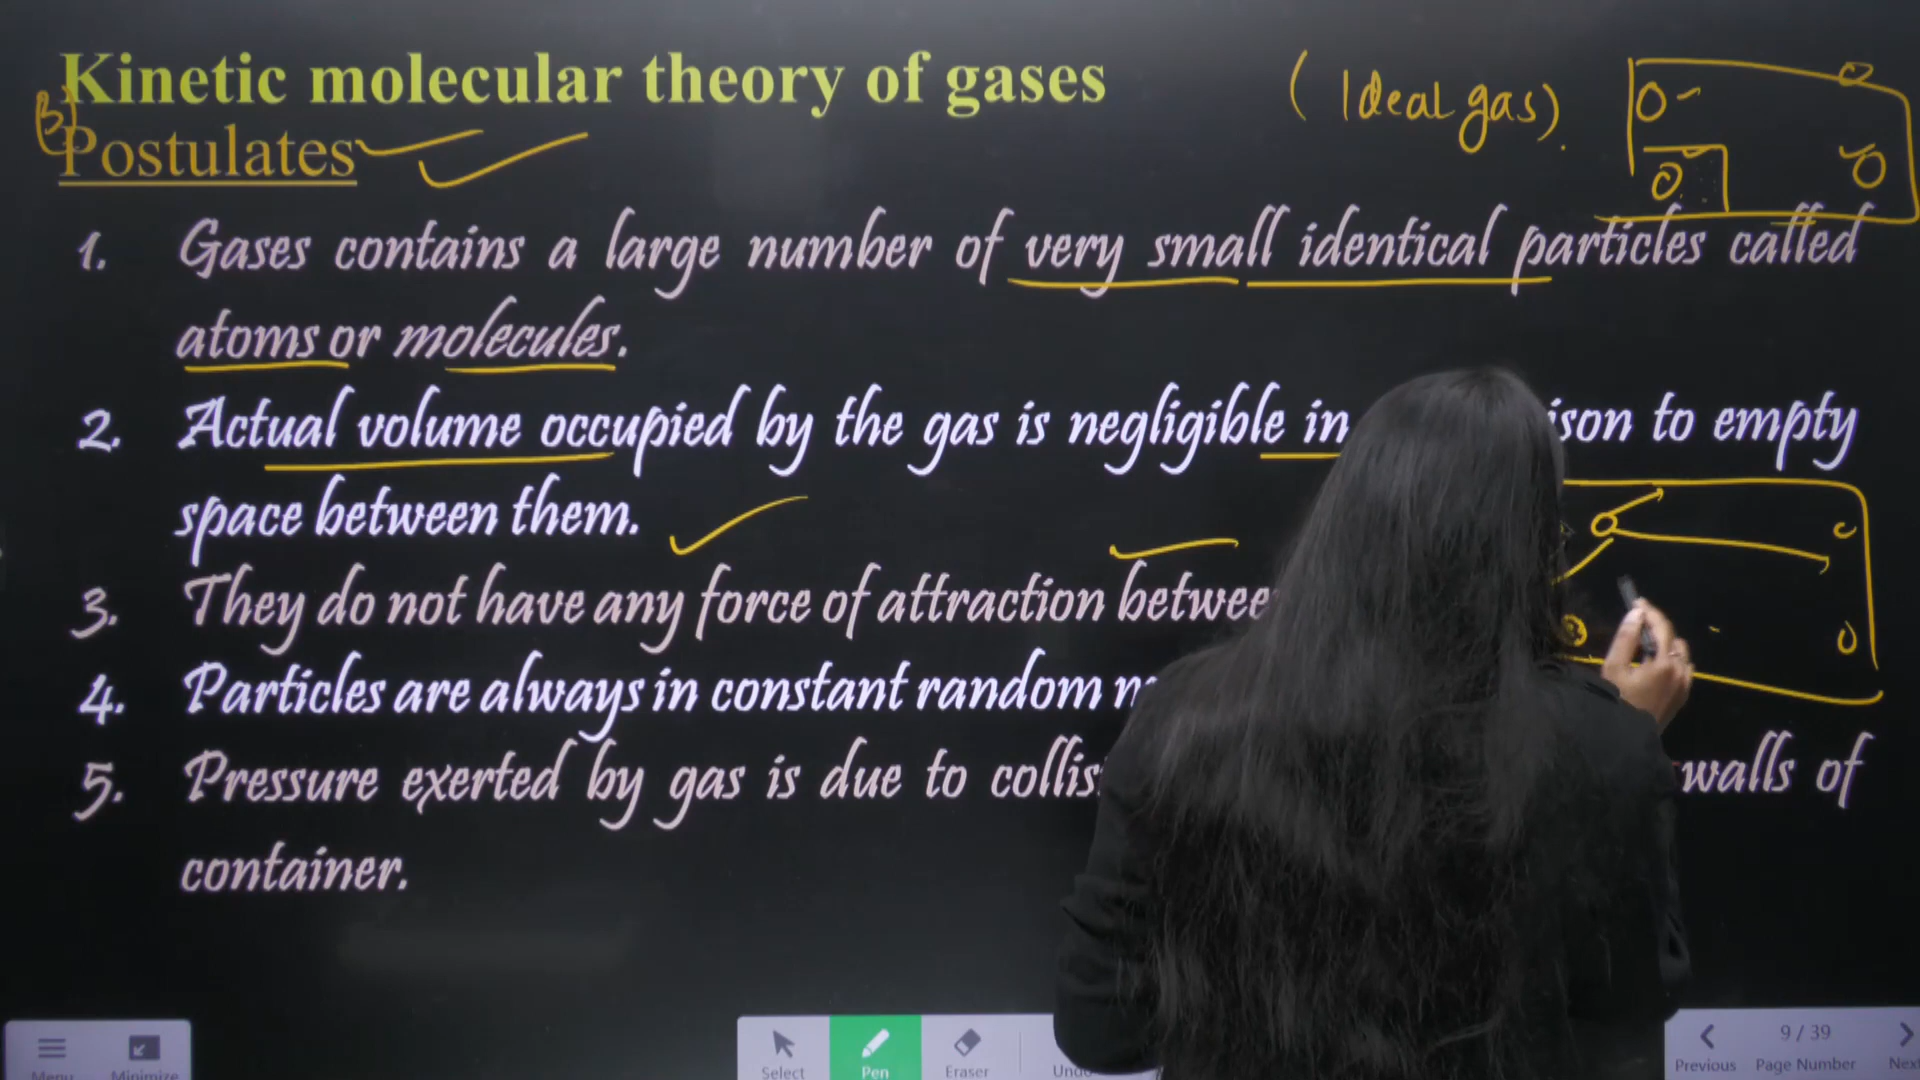 Kinetic molecular theory of gases
(Ideal gas).
Postulates
1. Gases contains a large number of very small identical particles called
atoms or molecules.
2. Actual volume occupied by the gas is negligible in to empty
space between them.
3. They do not have any force of attraction
4. Particles are always in constant random
5. Pressure exerted by gas is due to walls of
container.
Menu Minimize Select Pen Eraser Undo Previous 9 / 39 Page Number Next